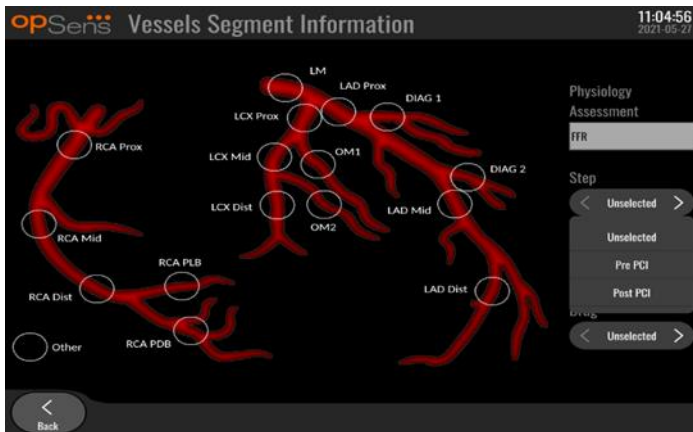 opSens Vessels Segment Information
11:04:56
2021-05-27
LM
LAD Prox
DIAG 1
LCX Prox
RCA Prox
LCX Mid
OM1
DIAG 2
LCX Dist
OM2
LAD Mid
RCA Mid
RCA PLB
RCA Dist
LAD Dist
RCA PDB
Other
Physiology
Assessment
FFR
Step
< Unselected >
Unselected
Pre PCI
Post PCI
Drug
< Unselected >
<
Back